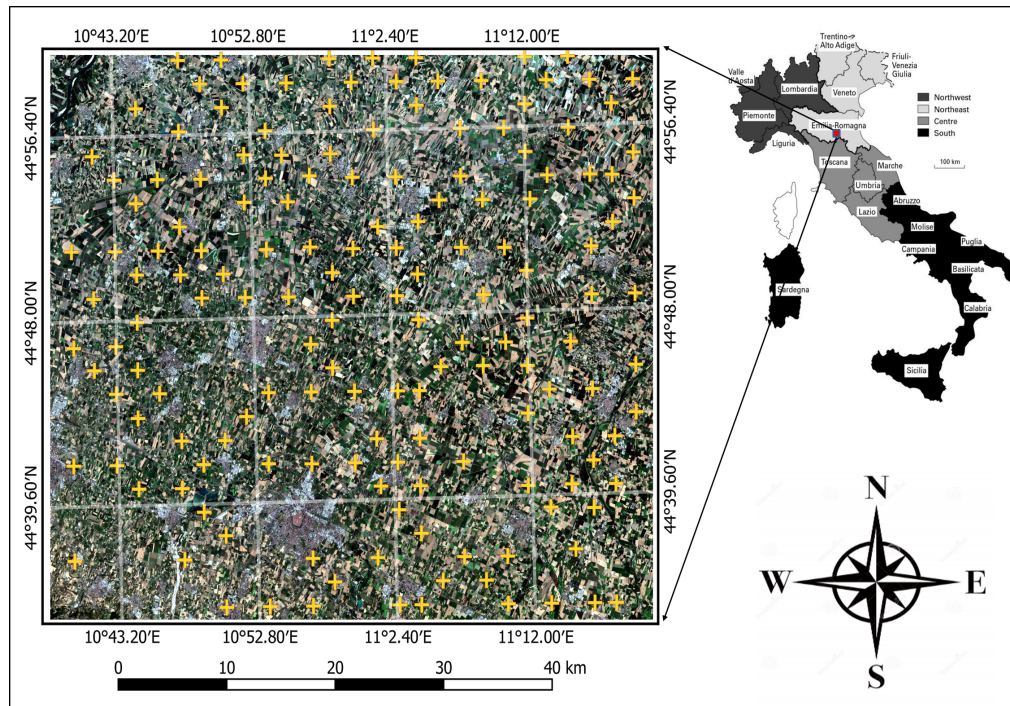 10°43.20′E 10°52.80′E 11°2.40′E 11°12.00′E
44°56.40′N
44°48.00′N
44°39.60′N
44°56.40′N
44°48.00′N
44°39.60′N
10°43.20′E 10°52.80′E 11°2.40′E 11°12.00′E
0 10 20 30 40 km
Trentino-
Alto Adige
Friuli-
Venezia
Giulia
Valle
d'Aosta
Lombardia
Veneto
Piemonte
Emilia-Romagna
Liguria
Toscana
Marche
Umbria
Lazio
Abruzzo
Molise
Campania
Puglia
Basilicata
Sardegna
Calabria
Sicilia
Northwest
Northeast
Centre
South
100 km
N
W E
S